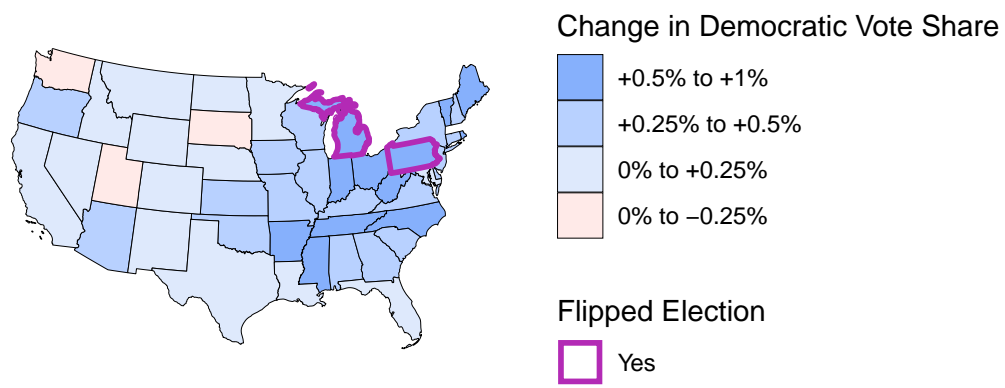 Change in Democratic Vote Share
+0.5% to +1%
+0.25% to +0.5%
0% to +0.25%
0% to −0.25%
Flipped Election
Yes